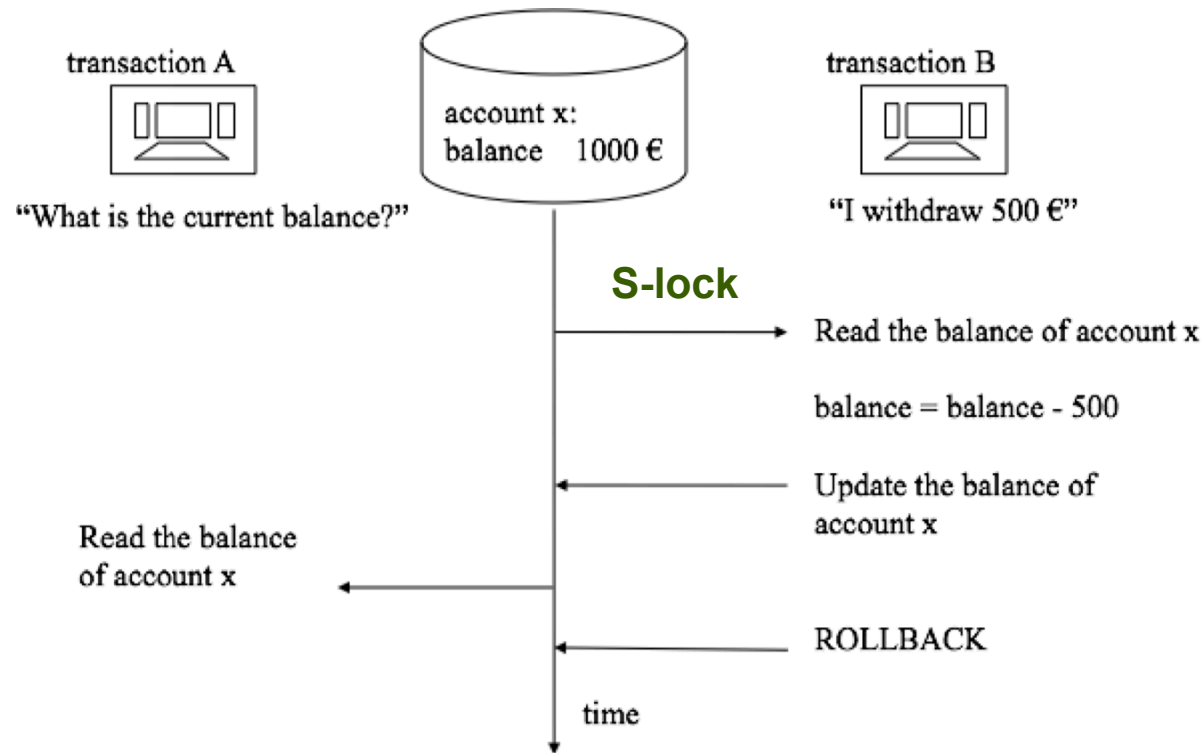 transaction A
transaction B
account x:
balance 1000 €
“What is the current balance?”
“I withdraw 500 €”
S-lock
Read the balance of account x
balance = balance - 500
Update the balance of
account x
Read the balance
of account x
ROLLBACK
time